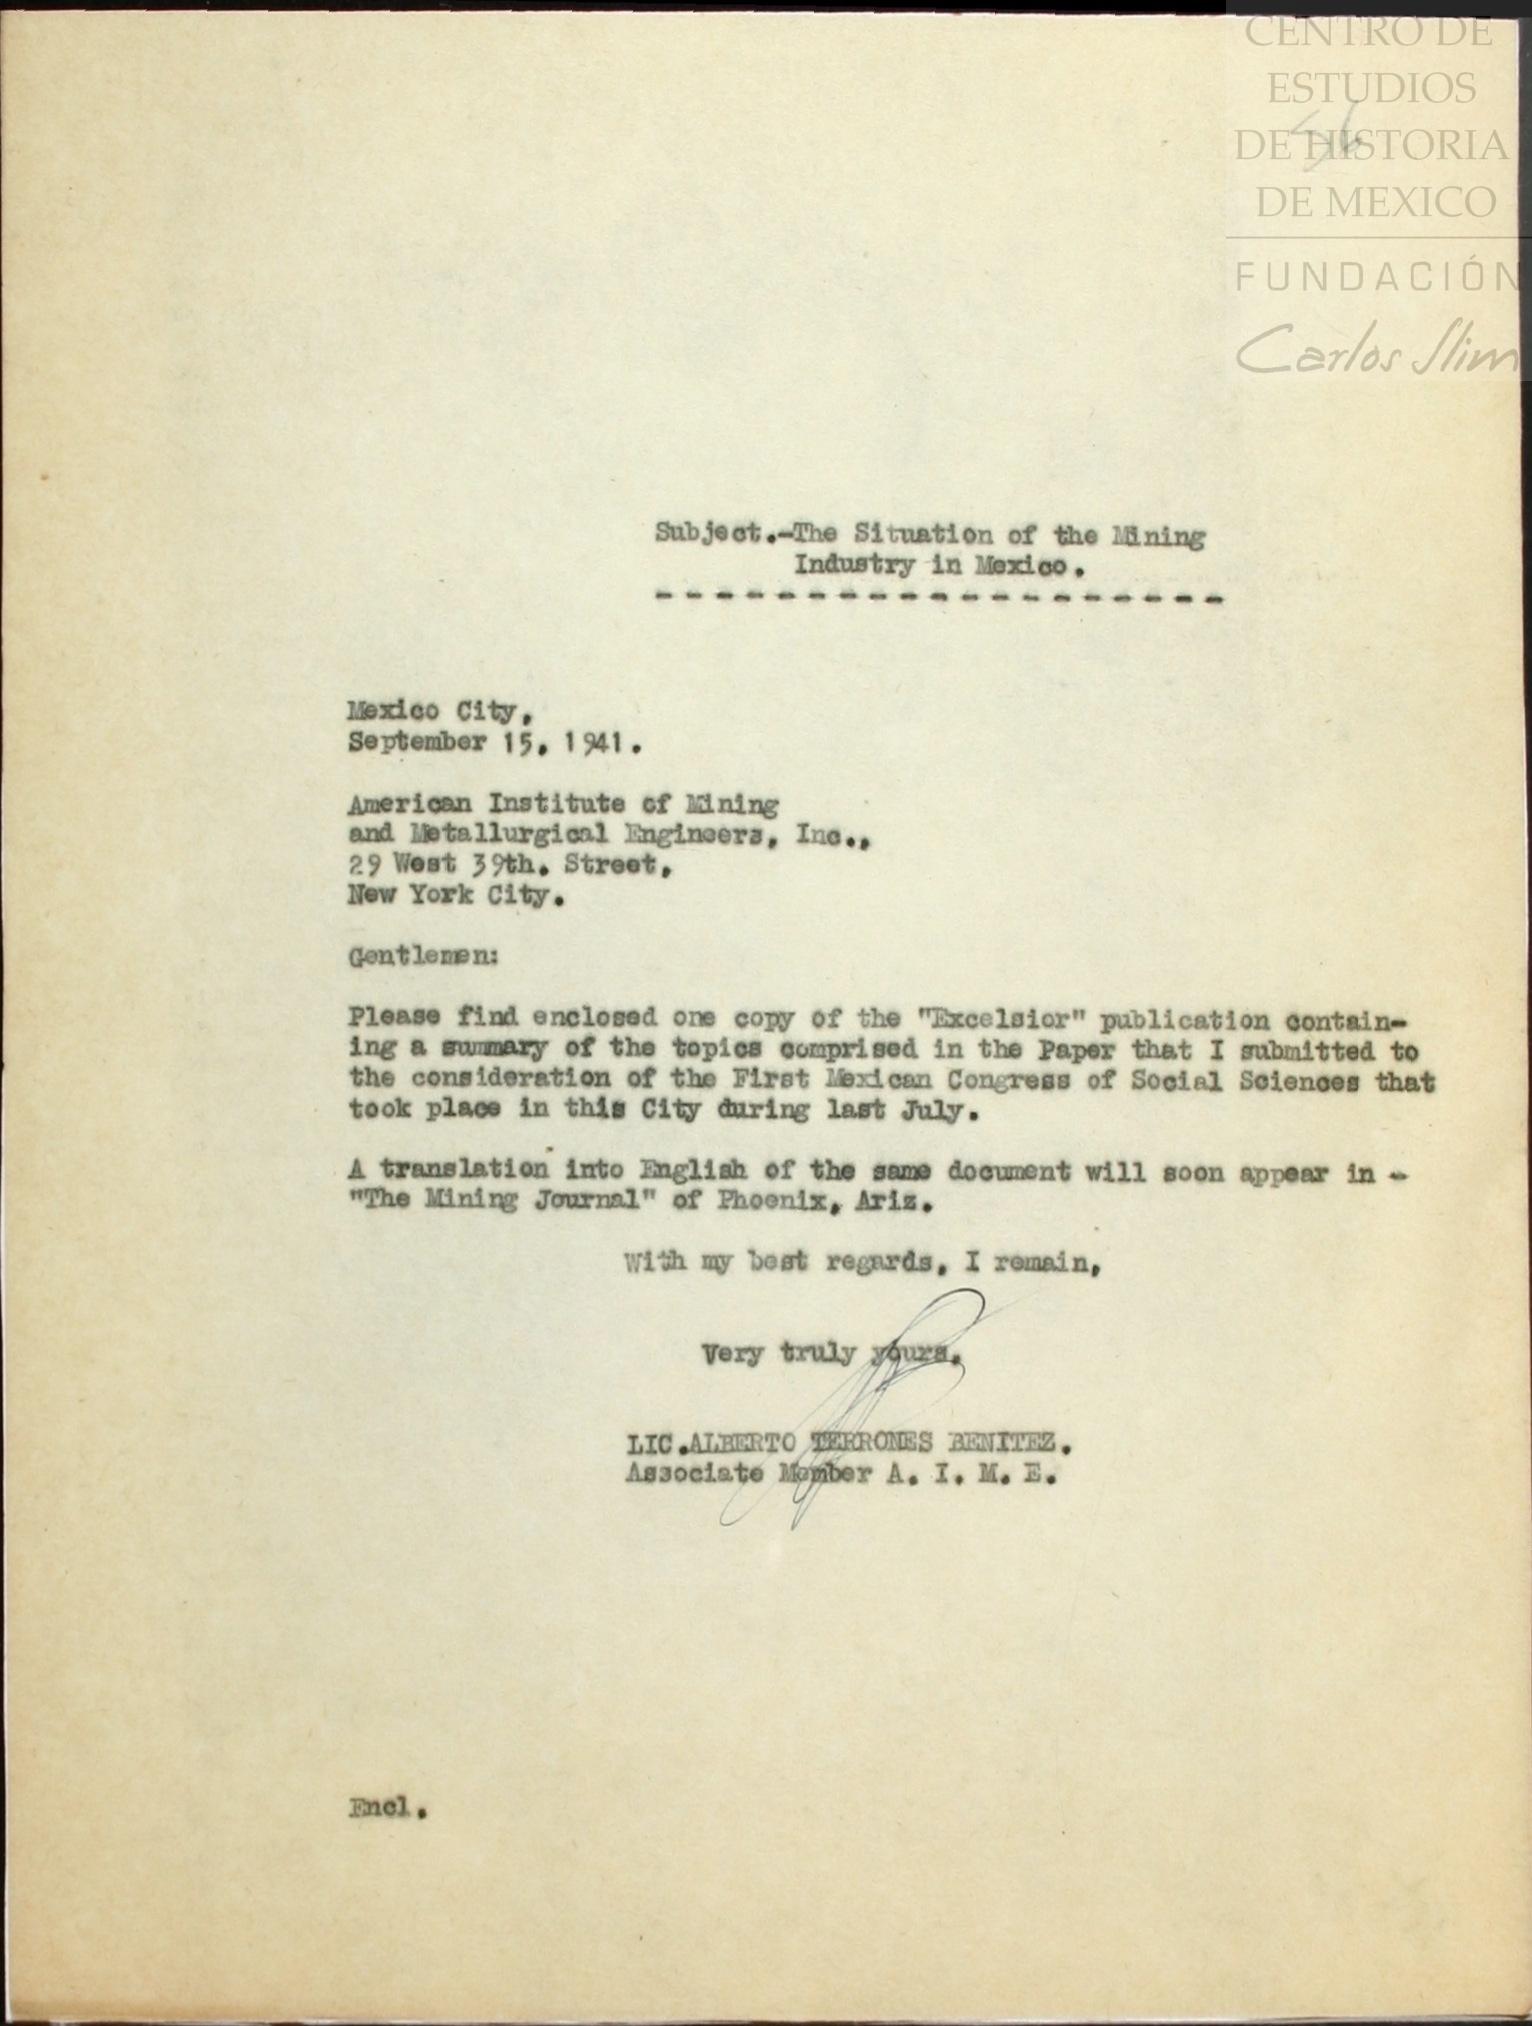 CENTRO DE
ESTUDIOS
DE HISTORIA
DE MEXICO
FUNDACIÓN
Carlos Slim
56
Subject.-The Situation of the Mining
Industry in Mexico.
- - - - - - - - - - - - - - - - - - -
Mexico City,
September 15, 1941.
American Institute of Mining
and Metallurgical Engineers, Inc.,
29 West 39th. Street,
New York City.
Gentlemen:
Please find enclosed one copy of the "Excelsior" publication contain-
ing a summary of the topics comprised in the Paper that I submitted to
the consideration of the First Mexican Congress of Social Sciences that
took place in this City during last July.
A translation into English of the same document will soon appear in -
"The Mining Journal" of Phoenix, Ariz.
With my best regards, I remain,
Very truly yours,
LIC.ALBERTO TERRONES BENITEZ.
Associate Member A. I. M. E.
Encl.